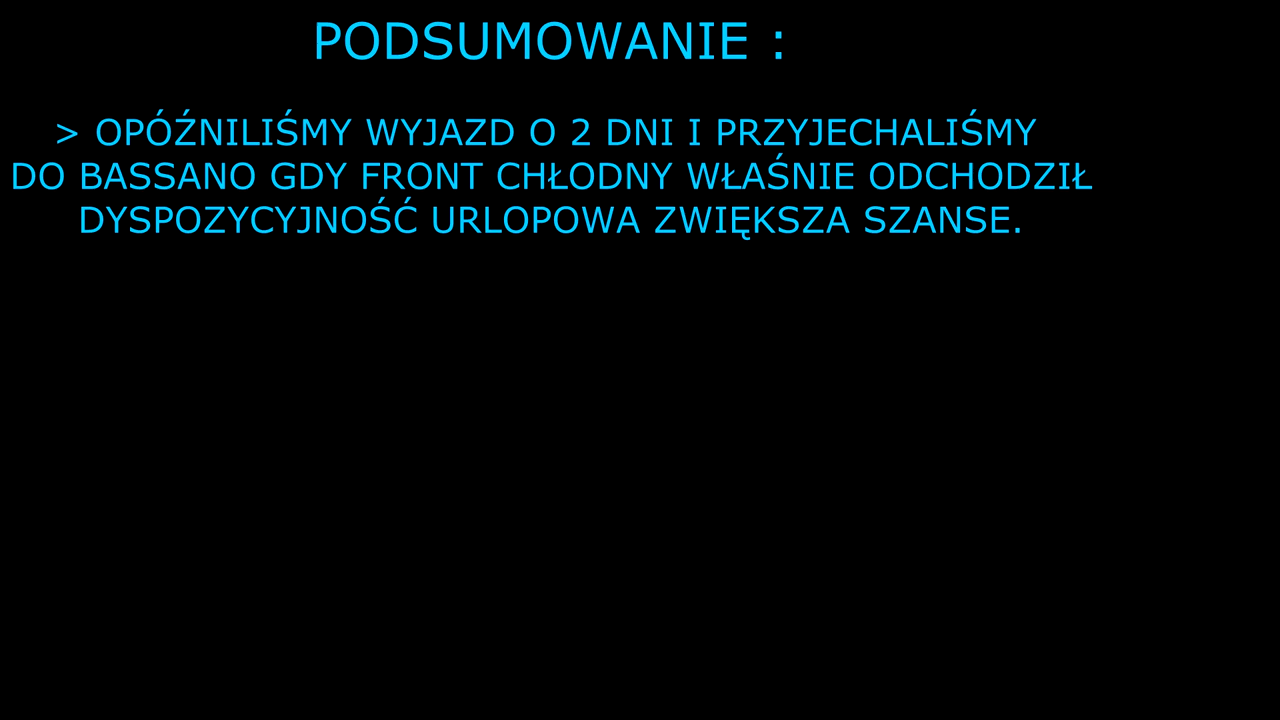 PODSUMOWANIE :
> OPÓŹNILIŚMY WYJAZD O 2 DNI I PRZYJECHALIŚMY
DO BASSANO GDY FRONT CHŁODNY WŁAŚNIE ODCHODZIŁ
DYSPOZYCYJNOŚĆ URLOPOWA ZWIĘKSZA SZANSE.